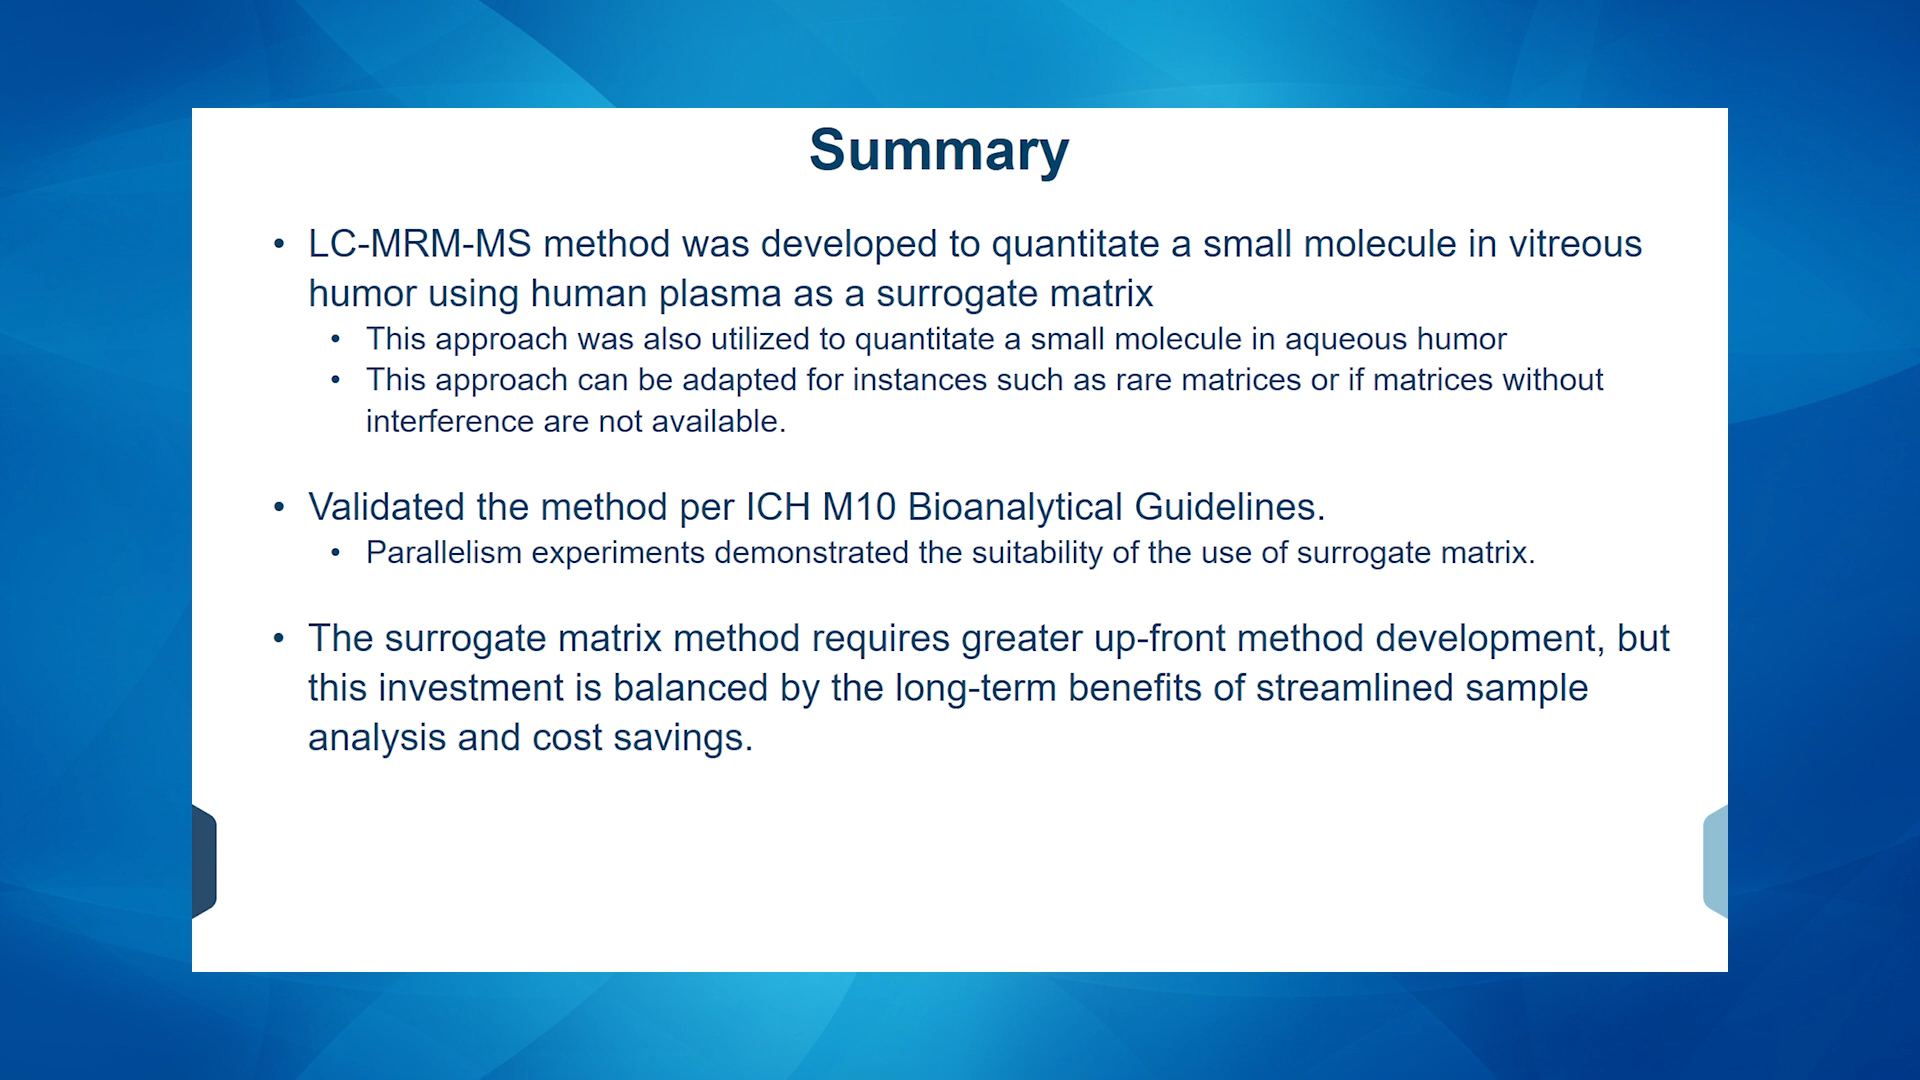 Summary
• LC-MRM-MS method was developed to quantitate a small molecule in vitreous
humor using human plasma as a surrogate matrix
• This approach was also utilized to quantitate a small molecule in aqueous humor
• This approach can be adapted for instances such as rare matrices or if matrices without
interference are not available.
• Validated the method per ICH M10 Bioanalytical Guidelines.
• Parallelism experiments demonstrated the suitability of the use of surrogate matrix.
• The surrogate matrix method requires greater up-front method development, but
this investment is balanced by the long-term benefits of streamlined sample
analysis and cost savings.